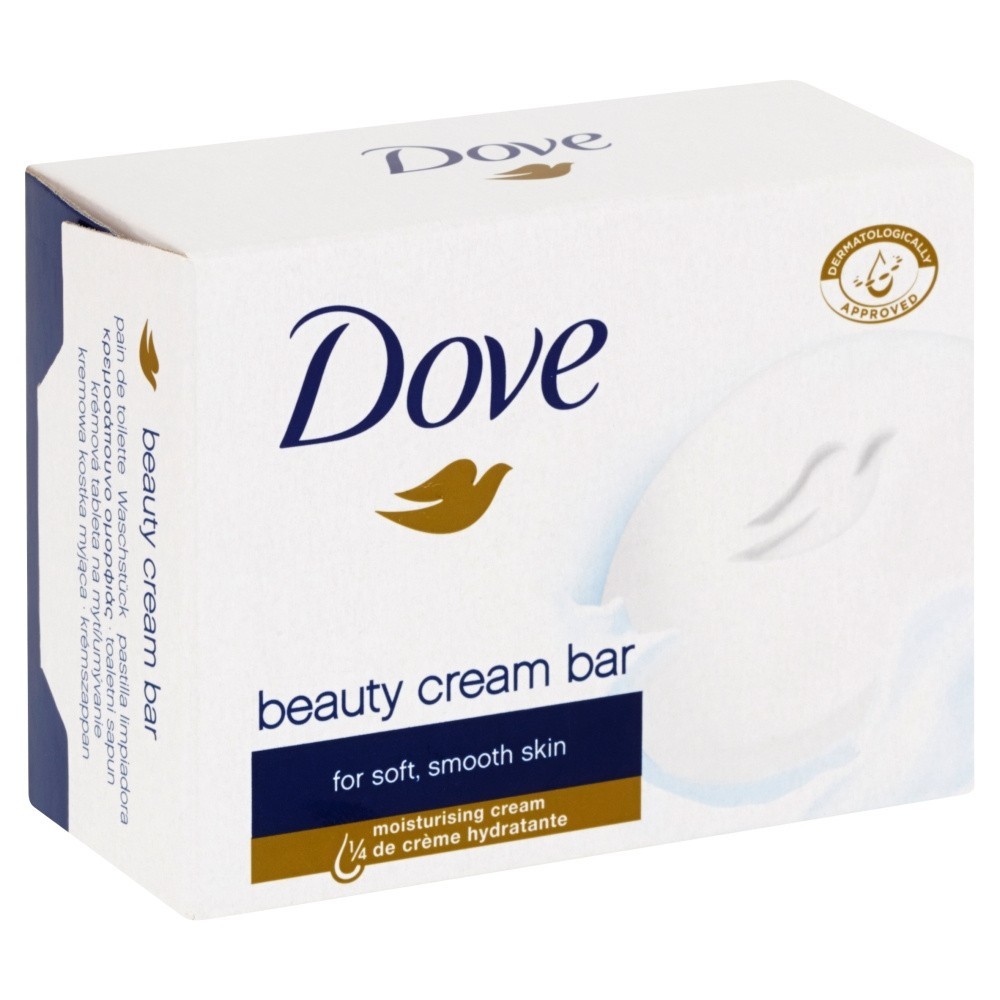 Dove
DERMATOLOGICALLY
APPROVED
Dove
beauty cream bar
for soft, smooth skin
¼ moisturising cream
de crème hydratante
beauty cream bar
pain de toilette Waschstück pastilla limpiadora
κρεμοσάπουνο ομορφιάς · toaletni sapun
krémová tableta na mytí/umývanie
kremowa kostka myjąca · krémszappan